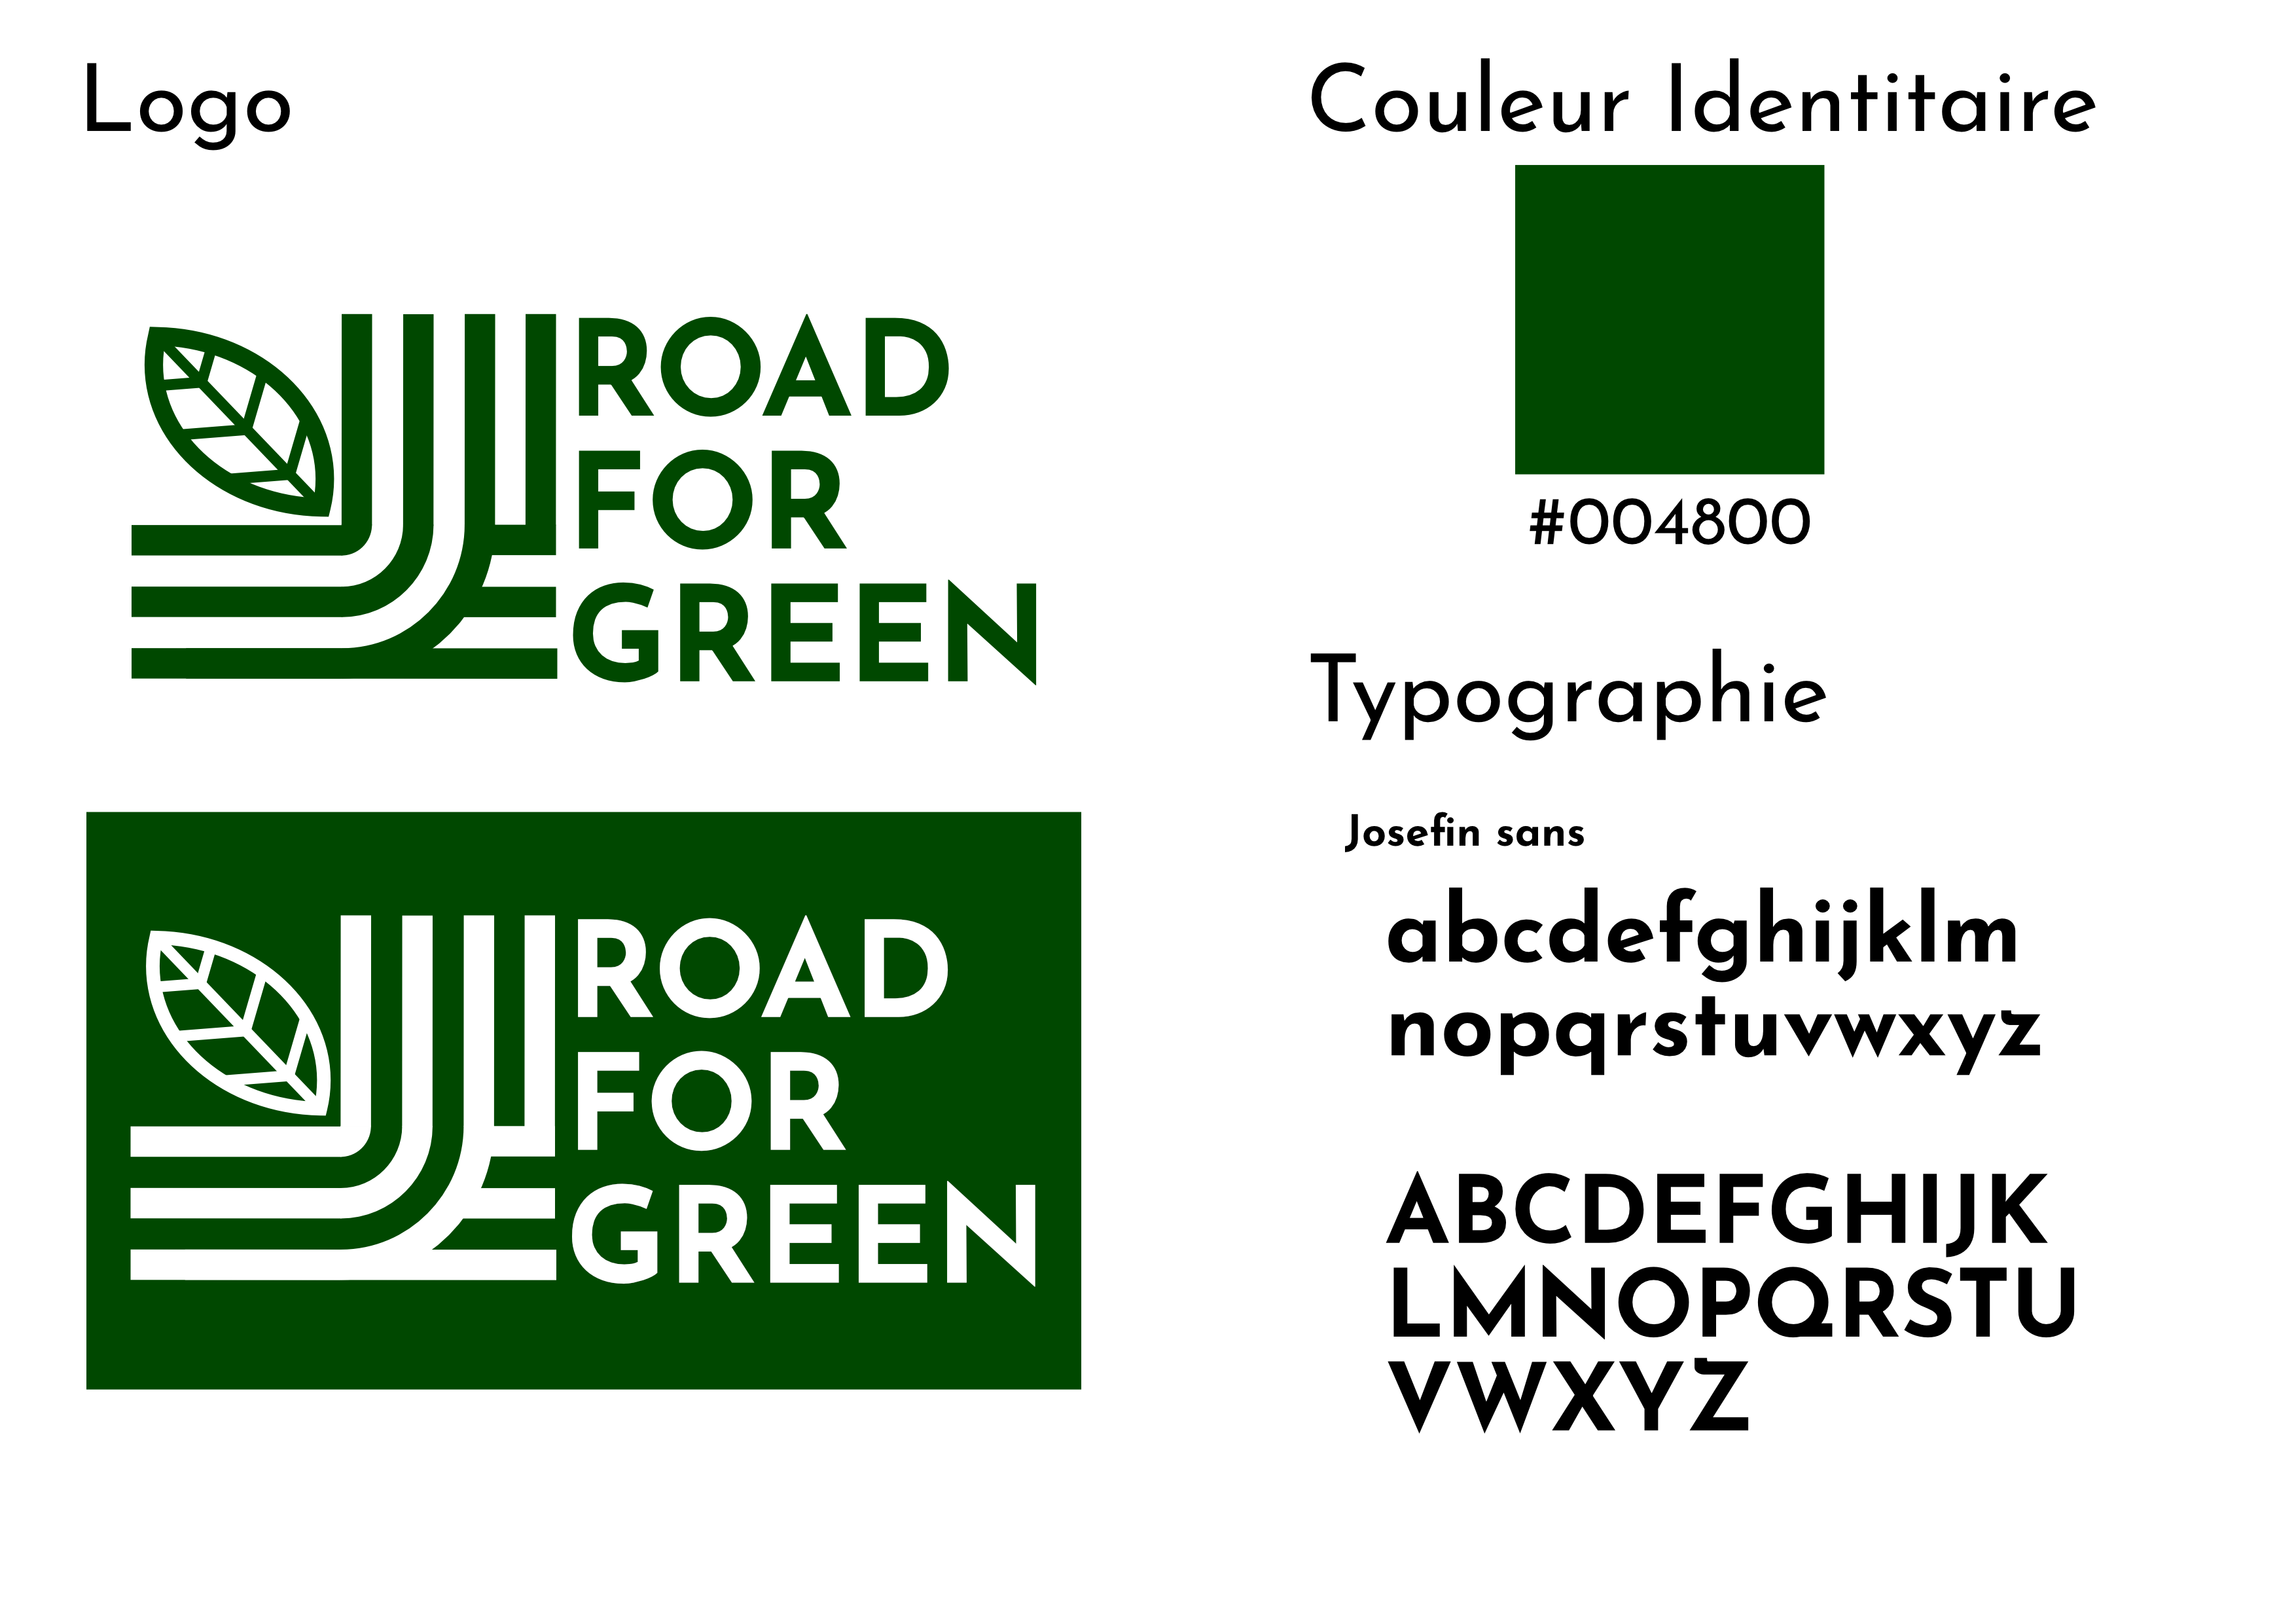 Logo
ROAD
FOR
GREEN
ROAD
FOR
GREEN
Couleur Identitaire
#004800
Typographie
Josefin sans
abcdefghijklm
nopqrstuvwxyz
ABCDEFGHIJK
LMNOPQRSTU
VWXYZ